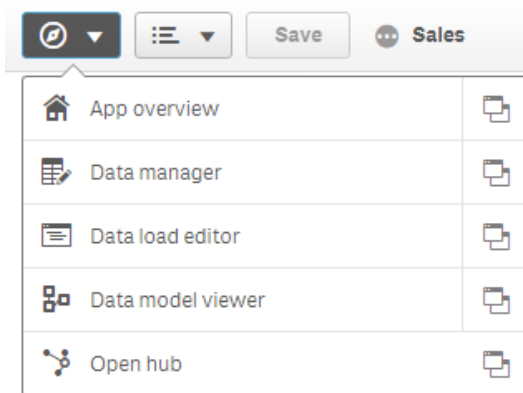 Save Sales
App overview
Data manager
Data load editor
Data model viewer
Open hub